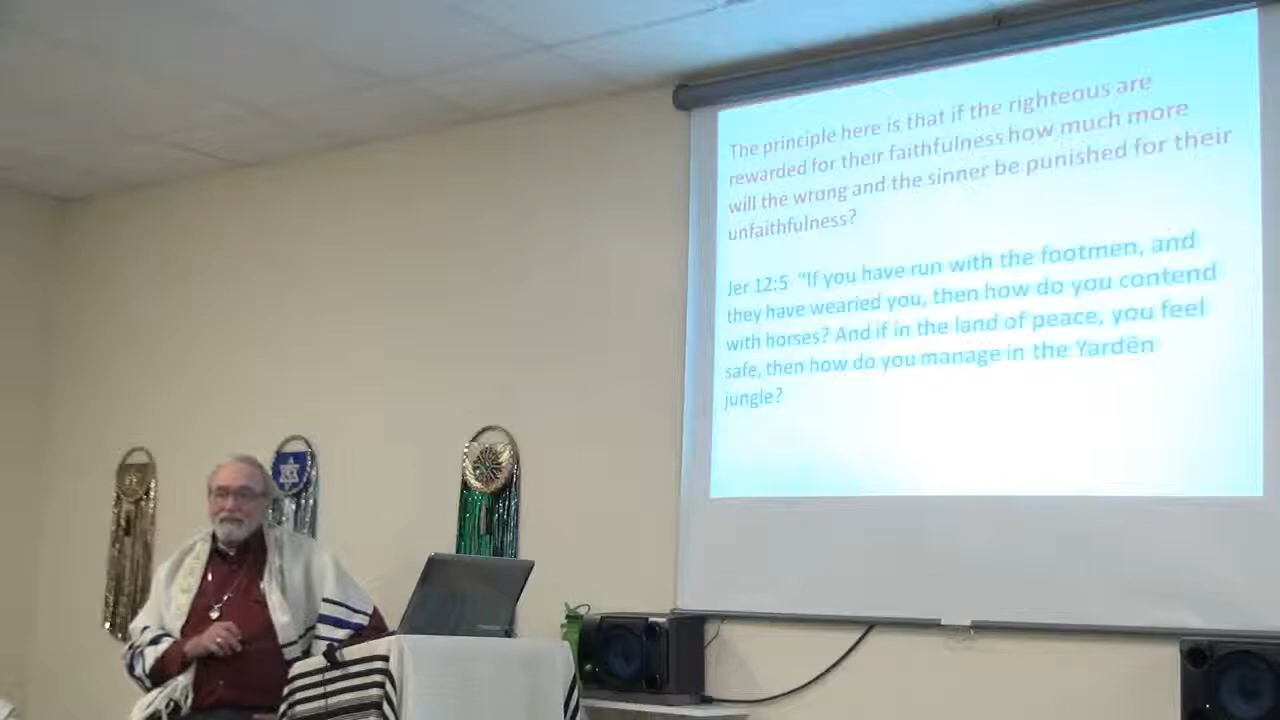 The principle here is that if the righteous are
rewarded for their faithfulness how much more
will the wrong and the sinner be punished for their
unfaithfulness?
Jer 12:5 "If you have run with the footmen, and
they have wearied you, then how do you contend
with horses? And if in the land of peace, you feel
safe, then how do you manage in the Yardĕn
jungle?